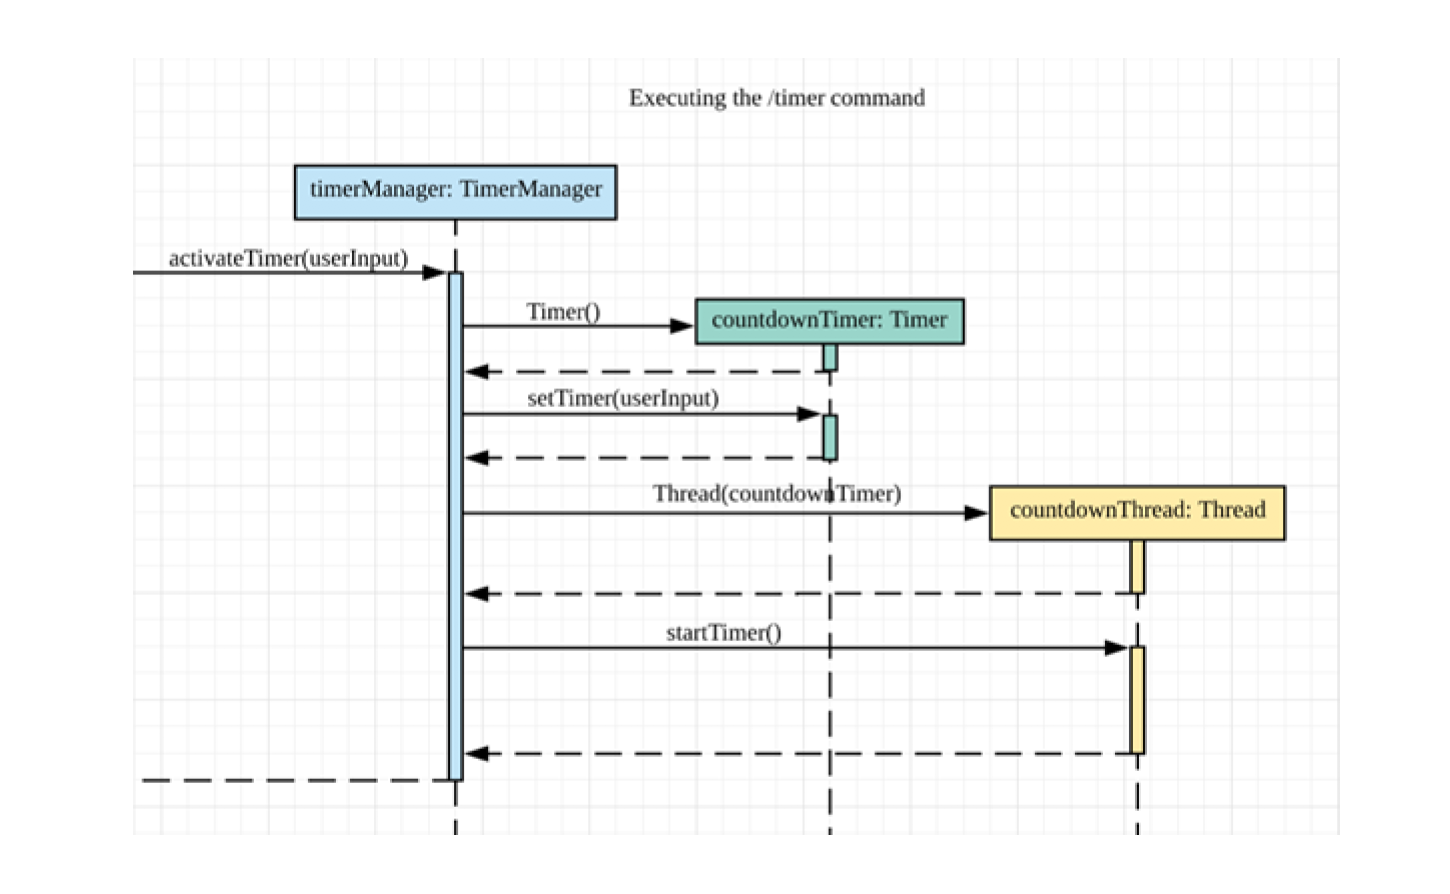 Executing the /timer command
timerManager: TimerManager
activateTimer(userInput)
Timer()
countdownTimer: Timer
setTimer(userInput)
Thread(countdownTimer)
countdownThread: Thread
startTimer()